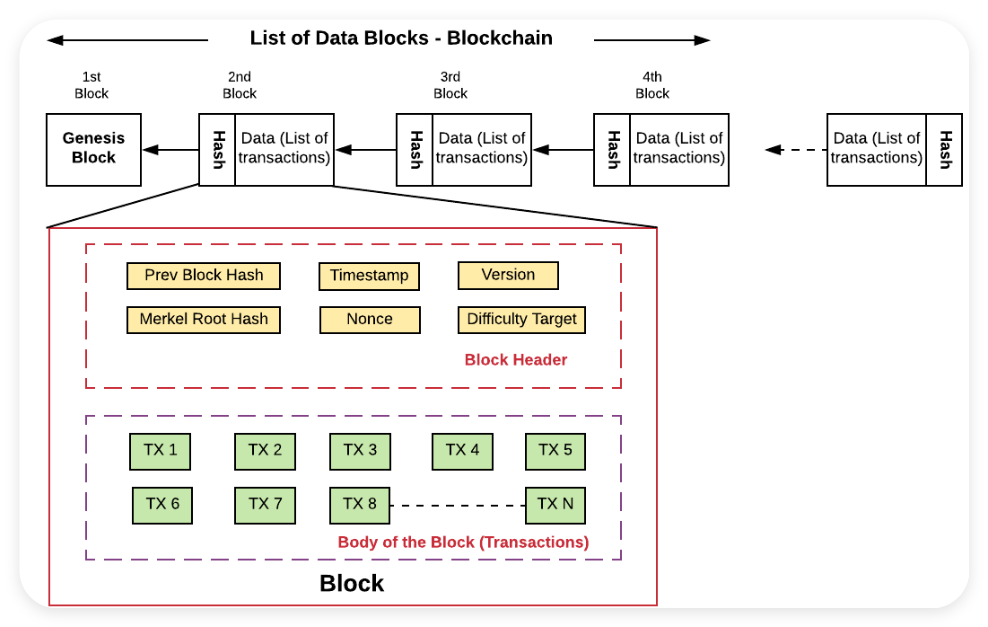 List of Data Blocks - Blockchain
1st
Block
2nd
Block
3rd
Block
4th
Block
Genesis
Block
Hash
Data (List of
transactions)
Hash
Data (List of
transactions)
Hash
Data (List of
transactions)
Data (List of
transactions)
Hash
Prev Block Hash
Timestamp
Version
Merkel Root Hash
Nonce
Difficulty Target
Block Header
TX 1
TX 2
TX 3
TX 4
TX 5
TX 6
TX 7
TX 8
TX N
Body of the Block (Transactions)
Block